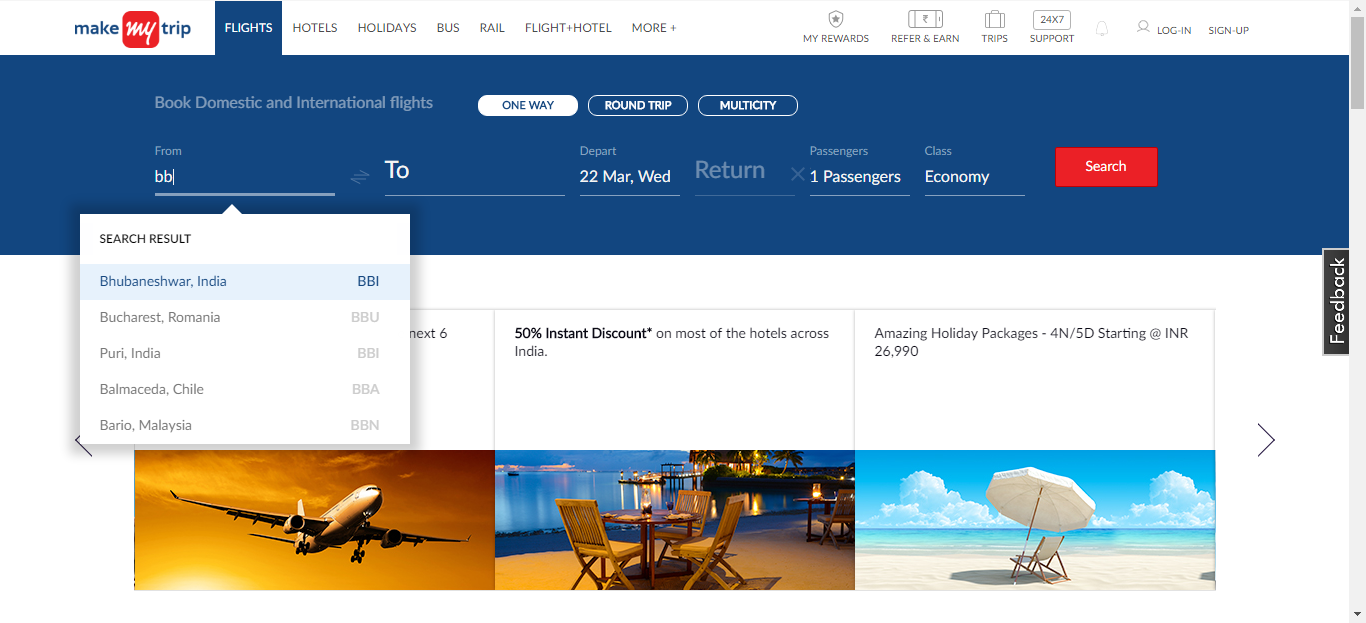 make my trip
FLIGHTS
HOTELS
HOLIDAYS
BUS
RAIL
FLIGHT+HOTEL
MORE +
MY REWARDS
REFER & EARN
TRIPS
24X7
SUPPORT
LOG-IN
SIGN-UP
Book Domestic and International flights
ONE WAY
ROUND TRIP
MULTICITY
From
bb
To
Depart
22 Mar, Wed
Return
Passengers
1 Passengers
Class
Economy
Search
SEARCH RESULT
Bhubaneshwar, India BBI
Bucharest, Romania BBU
Puri, India BBI
Balmaceda, Chile BBA
Bario, Malaysia BBN
next 6
50% Instant Discount* on most of the hotels across
India.
Amazing Holiday Packages - 4N/5D Starting @ INR
26,990
Feedback